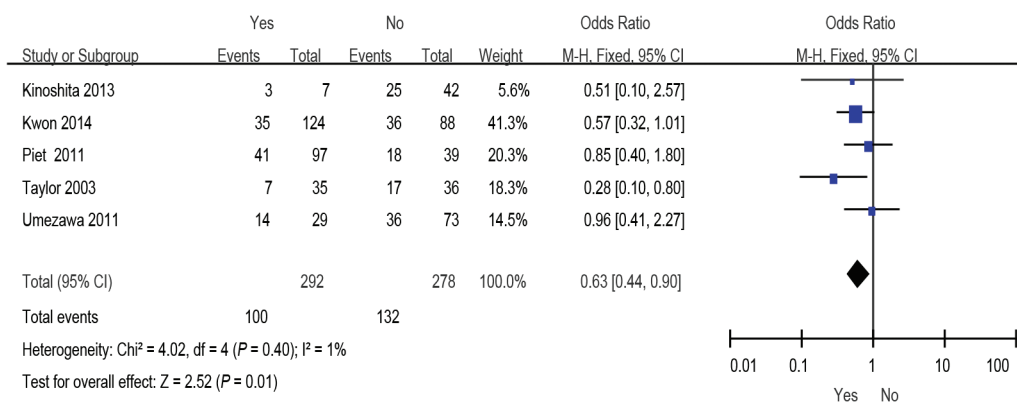 Yes No Odds Ratio Odds Ratio
Study or Subgroup Events Total Events Total Weight M-H, Fixed, 95% CI M-H, Fixed, 95% CI
Kinoshita 2013 3 7 25 42 5.6% 0.51 [0.10, 2.57]
Kwon 2014 35 124 36 88 41.3% 0.57 [0.32, 1.01]
Piet 2011 41 97 18 39 20.3% 0.85 [0.40, 1.80]
Taylor 2003 7 35 17 36 18.3% 0.28 [0.10, 0.80]
Umezawa 2011 14 29 36 73 14.5% 0.96 [0.41, 2.27]
Total (95% CI) 292 278 100.0% 0.63 [0.44, 0.90]
Total events 100 132
Heterogeneity: Chi² = 4.02, df = 4 (P = 0.40); I² = 1%
Test for overall effect: Z = 2.52 (P = 0.01)
0.01 0.1 1 10 100
Yes No